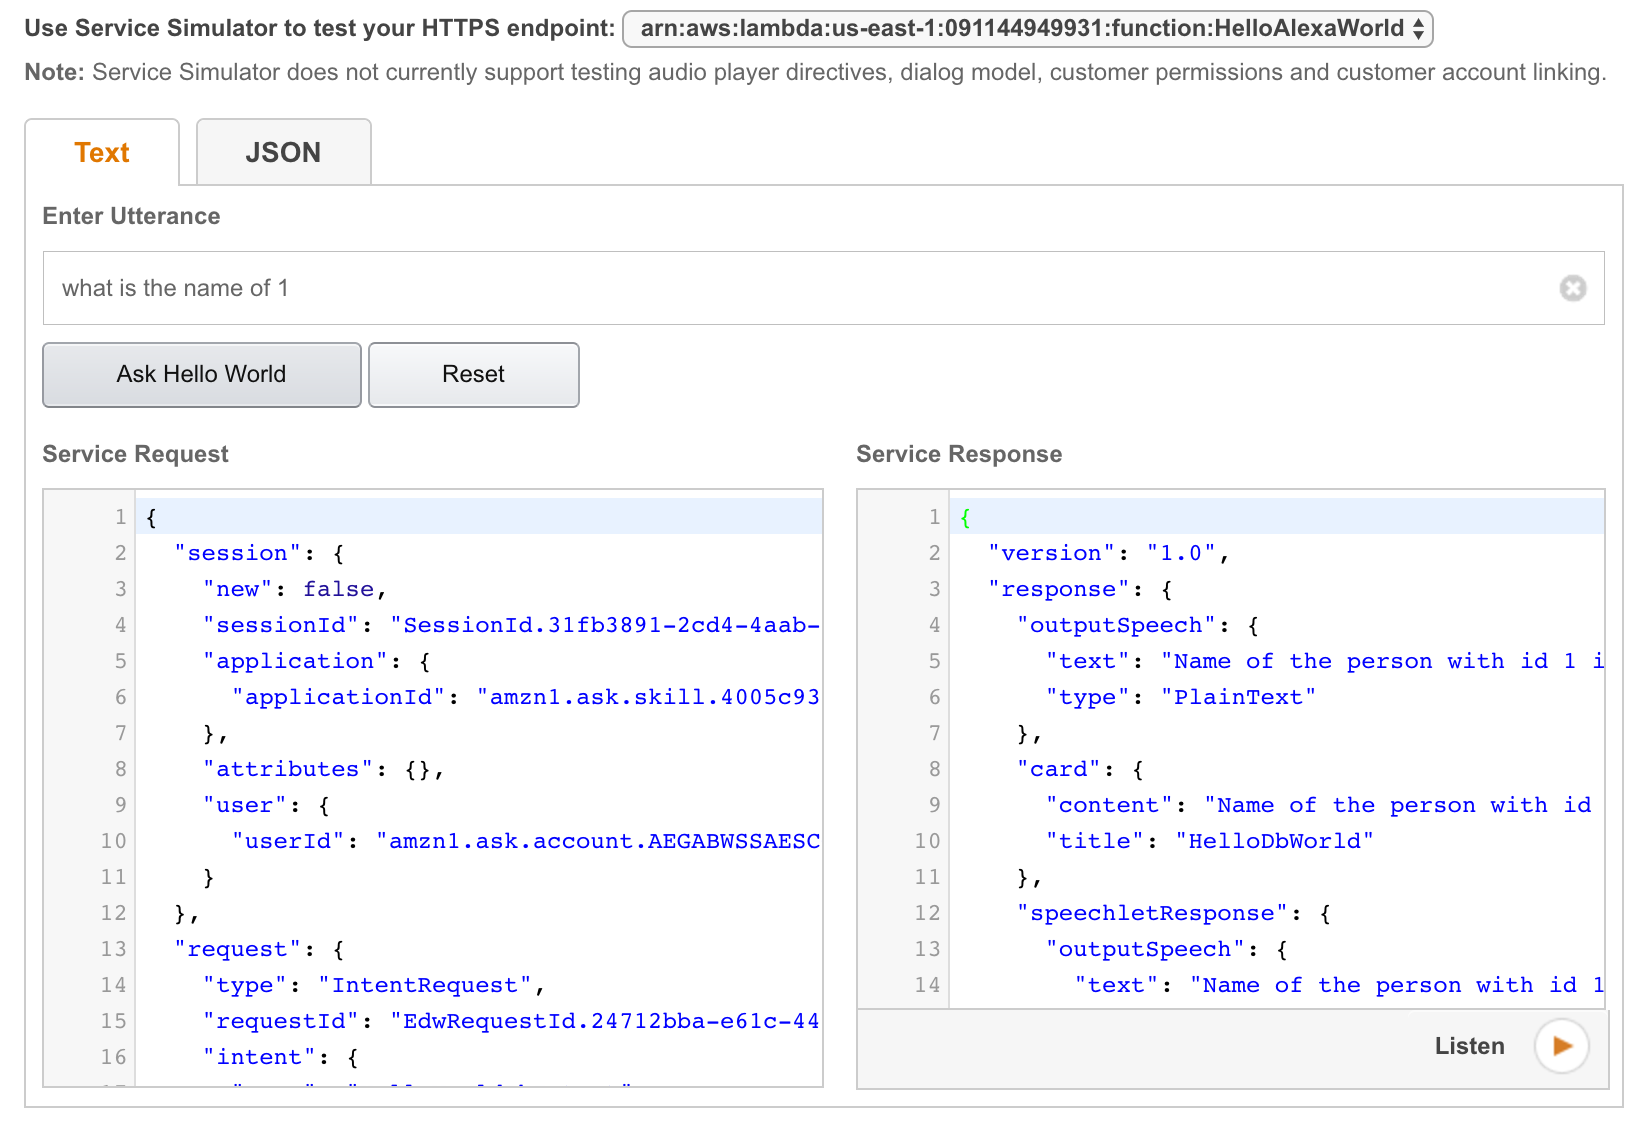 Use Service Simulator to test your HTTPS endpoint: arn:aws:lambda:us-east-1:091144949931:function:HelloAlexaWorld
Note: Service Simulator does not currently support testing audio player directives, dialog model, customer permissions and customer account linking.
Text JSON
Enter Utterance
what is the name of 1
Ask Hello World Reset
Service Request
1 {
2 "session": {
3 "new": false,
4 "sessionId": "SessionId.31fb3891-2cd4-4aab-
5 "application": {
6 "applicationId": "amzn1.ask.skill.4005c93
7 },
8 "attributes": {},
9 "user": {
10 "userId": "amzn1.ask.account.AEGABWSSAESC
11 }
12 },
13 "request": {
14 "type": "IntentRequest",
15 "requestId": "EdwRequestId.24712bba-e61c-44
16 "intent": {
Service Response
1 {
2 "version": "1.0",
3 "response": {
4 "outputSpeech": {
5 "text": "Name of the person with id 1 i
6 "type": "PlainText"
7 },
8 "card": {
9 "content": "Name of the person with id
10 "title": "HelloDbWorld"
11 },
12 "speechletResponse": {
13 "outputSpeech": {
14 "text": "Name of the person with id 1
Listen